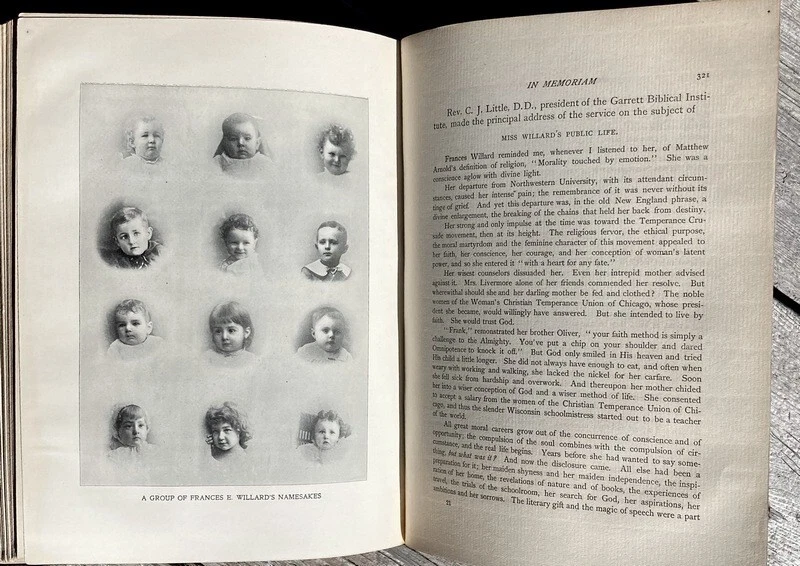 A GROUP OF FRANCES E. WILLARD'S NAMESAKES
IN MEMORIAM 321
Rev. C. J. Little, D.D., president of the Garrett Biblical Insti-
tute, made the principal address of the service on the subject of
MISS WILLARD'S PUBLIC LIFE.
Frances Willard reminded me, whenever I listened to her, of Matthew
Arnold's definition of religion, "Morality touched by emotion." She was a
conscience aglow with divine light.
Her departure from Northwestern University, with its attendant circum-
stances, caused her intense pain; the remembrance of it was never without its
tinge of grief. And yet this departure was, in the old New England phrase, a
divine enlargement, the breaking of the chains that held her back from destiny.
Her strong and only impulse at the time was toward the Temperance Cru-
sade movement, then at its height. The religious fervor, the ethical purpose,
the moral martyrdom and the feminine character of this movement appealed to
her faith, her conscience, her courage, and her conception of woman's latent
power, and so she entered it "with a heart for any fate."
Her wisest counselors dissuaded her. Even her intrepid mother advised
against it. Mrs. Livermore alone of her friends commended her resolve. But
wherewithal should she and her darling mother be fed and clothed? The noble
women of the Woman's Christian Temperance Union of Chicago, whose presi-
dent she became, would willingly have answered. But she intended to live by
faith. She would trust God.
"Frank," remonstrated her brother Oliver, "your faith method is simply a
challenge to the Almighty. You've put a chip on your shoulder and dared
Omnipotence to knock it off." But God only smiled in His heaven and tried
His child a little longer. She did not always have enough to eat, and often when
weary with working and walking, she lacked the nickel for her carfare. Soon
she fell sick from hardship and overwork. And thereupon her mother chided
her into a wiser conception of God and a wiser method of life. She consented
to accept a salary from the women of the Christian Temperance Union of Chi-
cago, and thus the slender Wisconsin schoolmistress started out to be a teacher
of the world.
All great moral careers grow out of the concurrence of conscience and of
opportunity; the compulsion of the soul combines with the compulsion of cir-
cumstance, and the real life begins. Years before she had wanted to say some-
thing, but what was it? And now the disclosure came. All else had been a
preparation for it; her maiden shyness and her maiden independence, the inspi-
ration of her home, the revelations of nature and of books, the experiences of
travel, the trials of the schoolroom, her search for God, her aspirations, her
ambitions and her sorrows. The literary gift and the magic of speech were a part
21